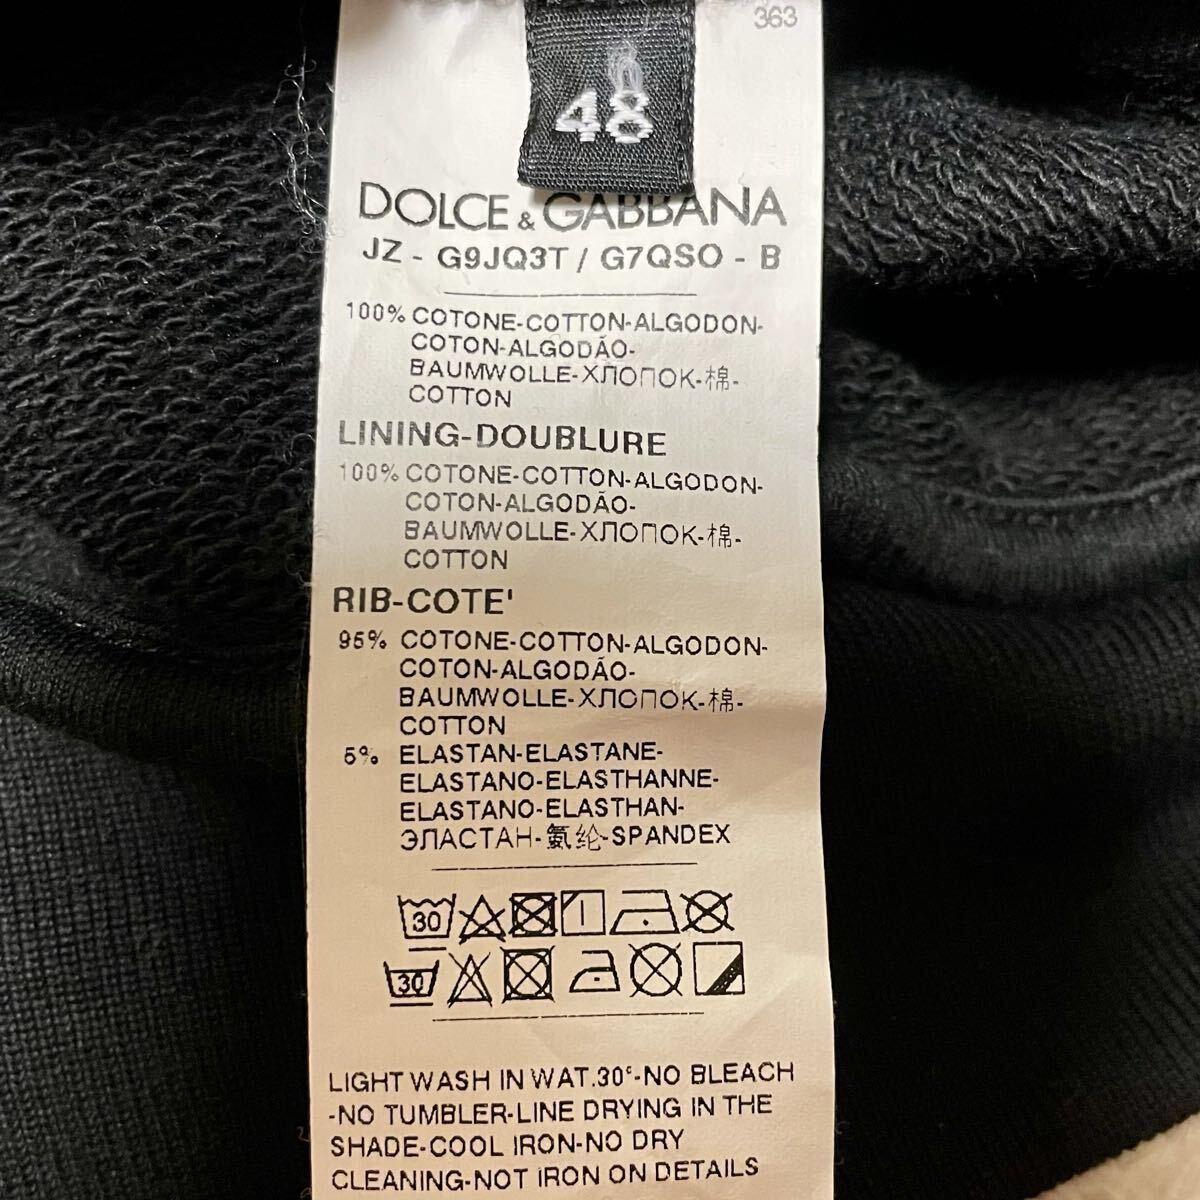 363
48
DOLCE & GABBANA
JZ - G9JQ3T / G7QSO - B
100% COTONE-COTTON-ALGODON-
COTON-ALGODÃO-
BAUMWOLLE-ХЛОПОК-棉-
COTTON
LINING-DOUBLURE
100% COTONE-COTTON-ALGODON-
COTON-ALGODÃO-
BAUMWOLLE-ХЛОПОК-棉-
COTTON
RIB-COTE'
95% COTONE-COTTON-ALGODON-
COTON-ALGODÃO-
BAUMWOLLE-ХЛОПОК-棉-
COTTON
5% ELASTAN-ELASTANE-
ELASTANO-ELASTHANNE-
ELASTANO-ELASTHAN-
ЭЛАСТАН-氨纶-SPANDEX
30
30
LIGHT WASH IN WAT.30°-NO BLEACH
-NO TUMBLER-LINE DRYING IN THE
SHADE-COOL IRON-NO DRY
CLEANING-NOT IRON ON DETAILS